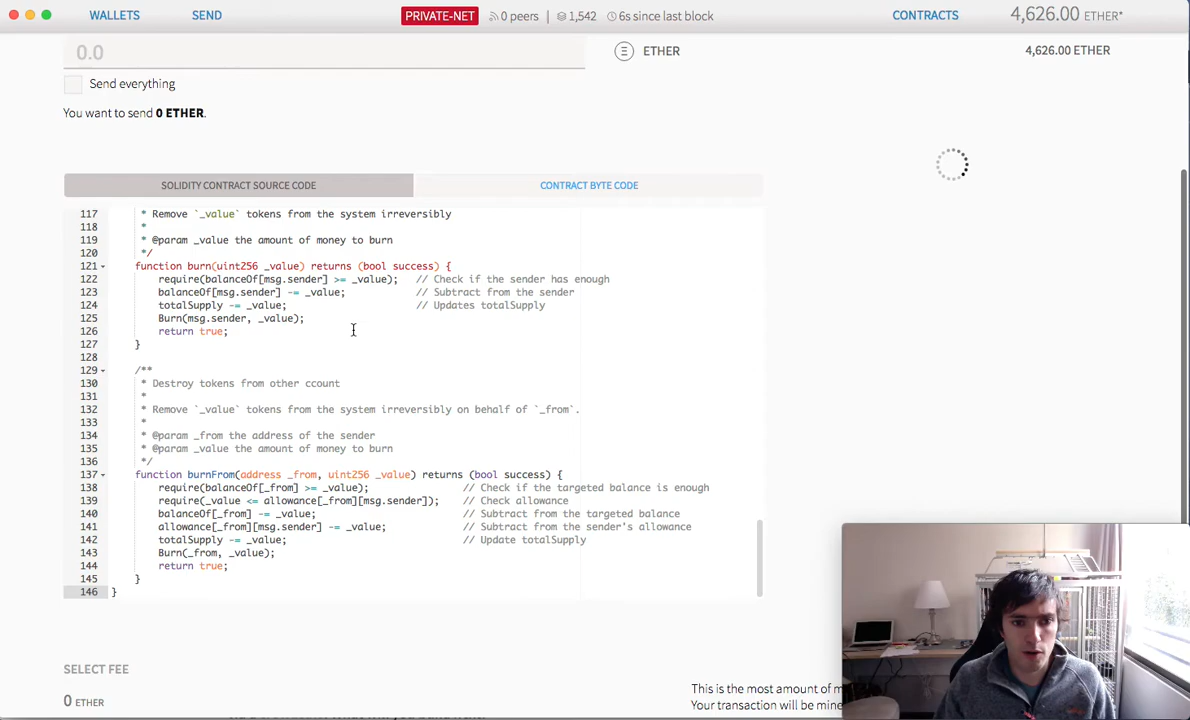 WALLETS SEND PRIVATE-NET 0 peers 1,542 6s since last block CONTRACTS 4,626.00 ETHER*
0.0 ETHER 4,626.00 ETHER
Send everything
You want to send 0 ETHER.
SOLIDITY CONTRACT SOURCE CODE CONTRACT BYTE CODE
117 * Remove `_value` tokens from the system irreversibly
118 *
119 * @param _value the amount of money to burn
120 */
121 function burn(uint256 _value) returns (bool success) {
122 require(balanceOf[msg.sender] >= _value); // Check if the sender has enough
123 balanceOf[msg.sender] -= _value; // Subtract from the sender
124 totalSupply -= _value; // Updates totalSupply
125 Burn(msg.sender, _value);
126 return true;
127 }
128
129 /**
130 * Destroy tokens from other ccount
131 *
132 * Remove `_value` tokens from the system irreversibly on behalf of `_from`.
133 *
134 * @param _from the address of the sender
135 * @param _value the amount of money to burn
136 */
137 function burnFrom(address _from, uint256 _value) returns (bool success) {
138 require(balanceOf[_from] >= _value); // Check if the targeted balance is enough
139 require(_value <= allowance[_from][msg.sender]); // Check allowance
140 balanceOf[_from] -= _value; // Subtract from the targeted balance
141 allowance[_from][msg.sender] -= _value; // Subtract from the sender's allowance
142 totalSupply -= _value; // Update totalSupply
143 Burn(_from, _value);
144 return true;
145 }
146 }
SELECT FEE
0 ETHER
This is the most amount of
Your transaction will be mine